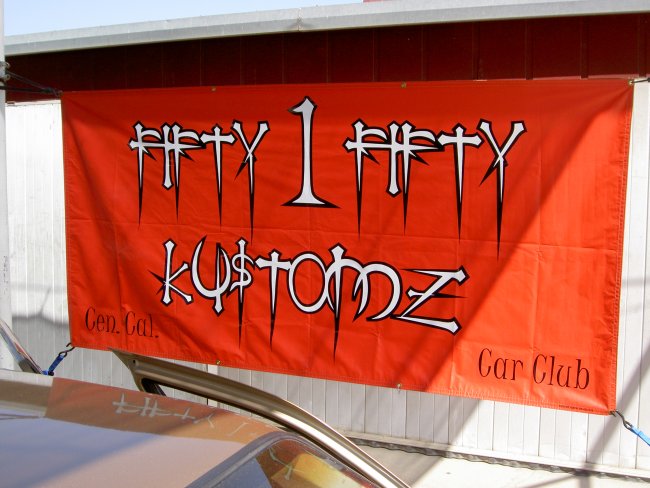 FIFTY 1 FIFTY
KU$TOMZ
Cen. Cal.
Car Club